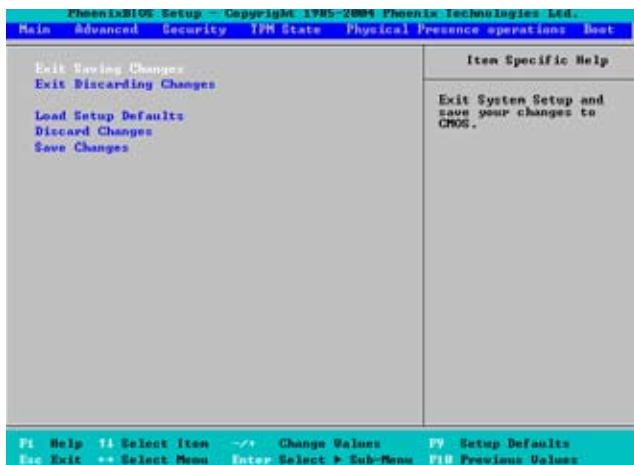 PhoenixBIOS Setup - Copyright 1985-2004 Phoenix Technologies Ltd.
Main Advanced Security TPM State Physical Presence operations Boot
Exit Saving Changes
Exit Discarding Changes
Load Setup Defaults
Discard Changes
Save Changes
Item Specific Help
Exit System Setup and
save your changes to
CMOS.
F1 Help ↑↓ Select Item -/+ Change Values F9 Setup Defaults
Esc Exit ↔ Select Menu Enter Select ▶ Sub-Menu F10 Previous Values